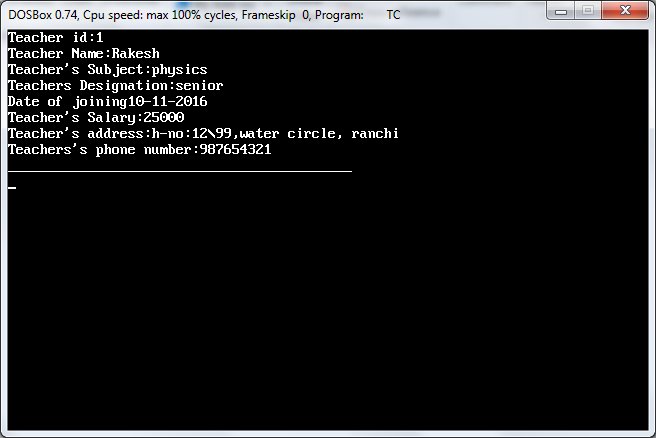 DOSBox 0.74, Cpu speed: max 100% cycles, Frameskip 0, Program: TC
Teacher id:1
Teacher Name:Rakesh
Teacher's Subject:physics
Teachers Designation:senior
Date of joining10-11-2016
Teacher's Salary:25000
Teacher's address:h-no:12\99,water circle, ranchi
Teachers's phone number:987654321